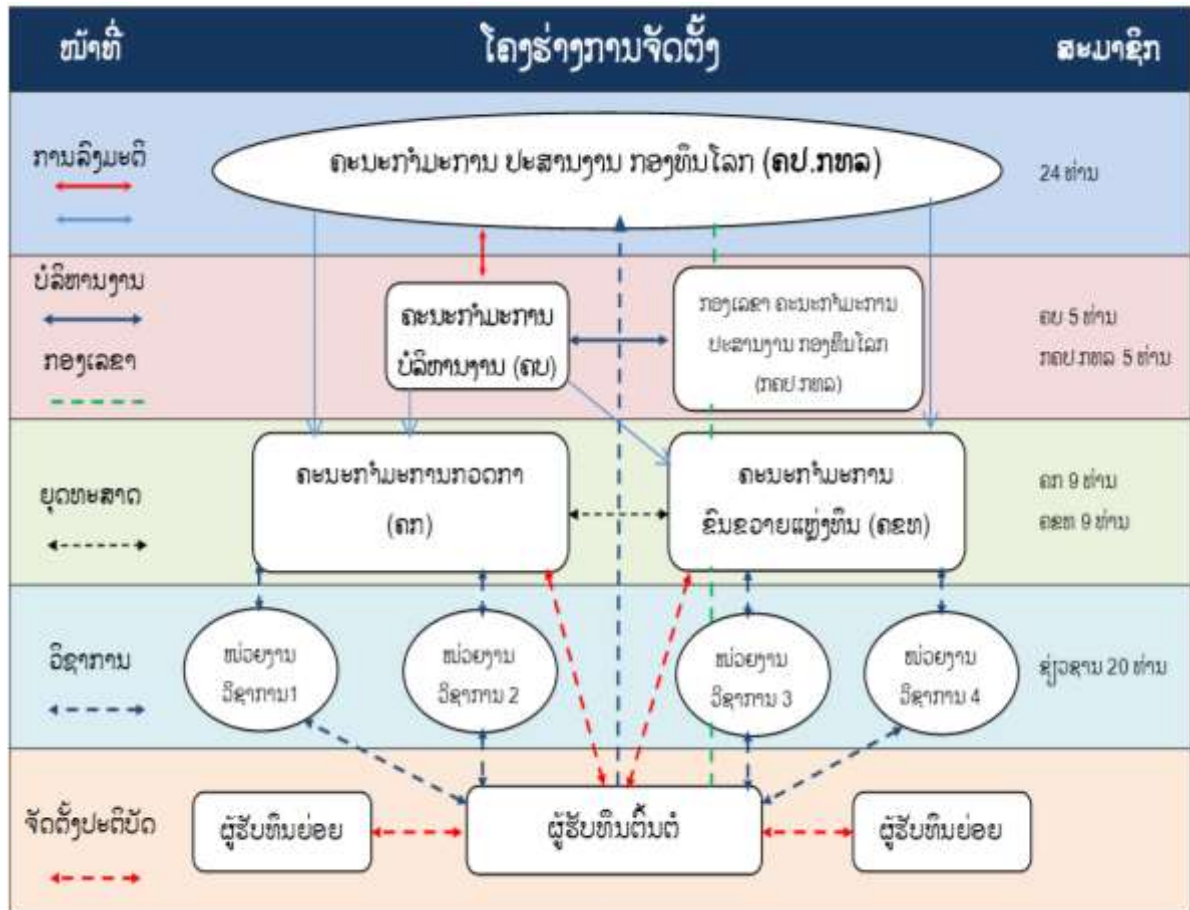 ໜ້າທີ່
ໂຄງຮ່າງການຈັດຕັ້ງ
ສະມາຊິກ
ການລົງມະຕິ
ຄະນະກຳມະການ ປະສານງານ ກອງທຶນໂລກ (ຄປ.ກທລ)
24 ທ່ານ
ບໍລິຫານງານ
ກອງເລຂາ
ຄະນະກຳມະການ
ບໍລິຫານງານ (ຄບ)
ກອງເລຂາ ຄະນະກຳມະການ
ປະສານງານ ກອງທຶນໂລກ
(ກຄປ.ກທລ)
ຄບ 5 ທ່ານ
ກຄປ.ກທລ 5 ທ່ານ
ຍຸດທະສາດ
ຄະນະກຳມະການກວດກາ
(ຄກ)
ຄະນະກຳມະການ
ຂົນຂວາຍແຫຼ່ງທຶນ (ຄຂທ)
ຄກ 9 ທ່ານ
ຄຂທ 9 ທ່ານ
ວິຊາການ
ໜ່ວຍງານ
ວິຊາການ1
ໜ່ວຍງານ
ວິຊາການ 2
ໜ່ວຍງານ
ວິຊາການ 3
ໜ່ວຍງານ
ວິຊາການ 4
ຊ່ຽວຊານ 20 ທ່ານ
ຈັດຕັ້ງປະຕິບັດ
ຜູ້ຮັບທຶນຍ່ອຍ
ຜູ້ຮັບທຶນຕົ້ນຕໍ
ຜູ້ຮັບທຶນຍ່ອຍ